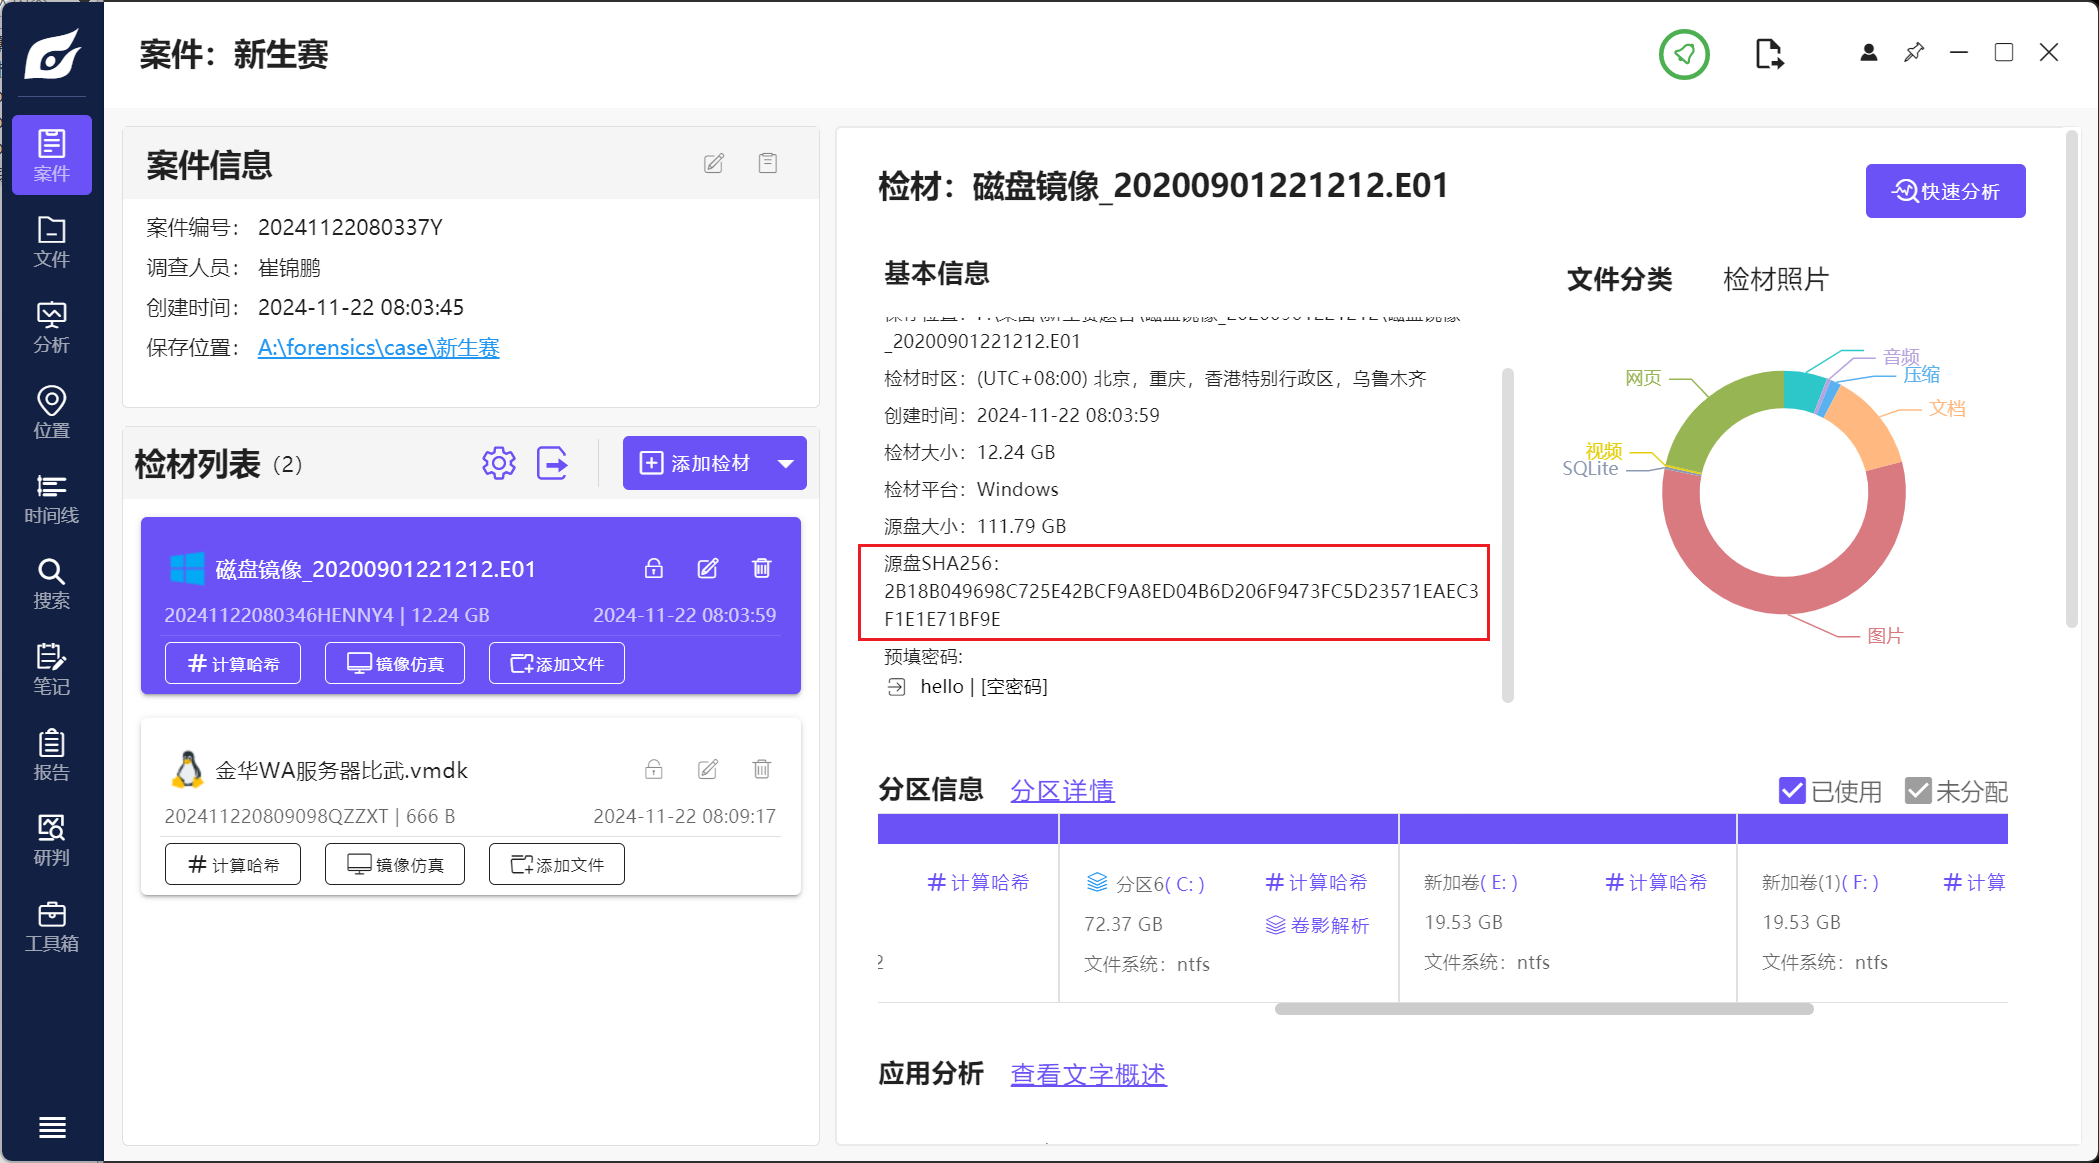 案件：新生赛
案件
文件
分析
位置
时间线
搜索
笔记
报告
研判
工具箱
案件信息
案件编号： 20241122080337Y
调查人员： 崔锦鹏
创建时间： 2024-11-22 08:03:45
保存位置： A:\forensics\case\新生赛
检材列表（2）
添加检材
磁盘镜像_20200901221212.E01
20241122080346HENNY4 | 12.24 GB
2024-11-22 08:03:59
计算哈希
镜像仿真
添加文件
金华WA服务器比武.vmdk
202411220809098QZZXT | 666 B
2024-11-22 08:09:17
计算哈希
镜像仿真
添加文件
检材：磁盘镜像_20200901221212.E01
快速分析
基本信息
_20200901221212.E01
检材时区：(UTC+08:00) 北京，重庆，香港特别行政区，乌鲁木齐
创建时间：2024-11-22 08:03:59
检材大小：12.24 GB
检材平台：Windows
源盘大小：111.79 GB
源盘SHA256：
2B18B049698C725E42BCF9A8ED04B6D206F9473FC5D23571EAEC3
F1E1E71BF9E
预填密码:
hello | [空密码]
文件分类
检材照片
音频
压缩
文档
网页
视频
SQLite
图片
分区信息
分区详情
已使用
未分配
计算哈希
2
分区6( C: )
计算哈希
72.37 GB
卷影解析
文件系统：ntfs
新加卷( E: )
计算哈希
19.53 GB
文件系统：ntfs
新加卷(1)( F: )
计算
19.53 GB
文件系统：ntfs
应用分析
查看文字概述